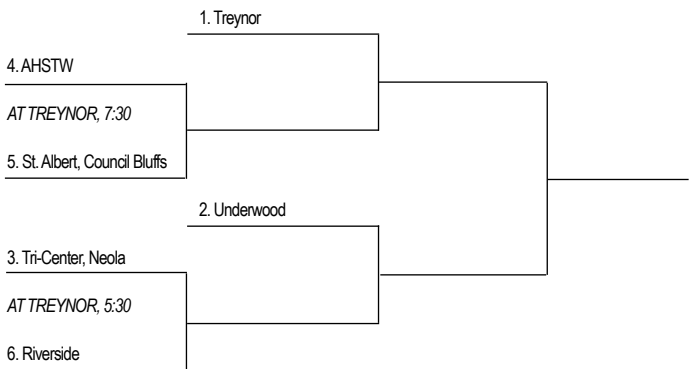 1. Treynor
4. AHSTW
AT TREYNOR, 7:30
5. St. Albert, Council Bluffs
2. Underwood
3. Tri-Center, Neola
AT TREYNOR, 5:30
6. Riverside